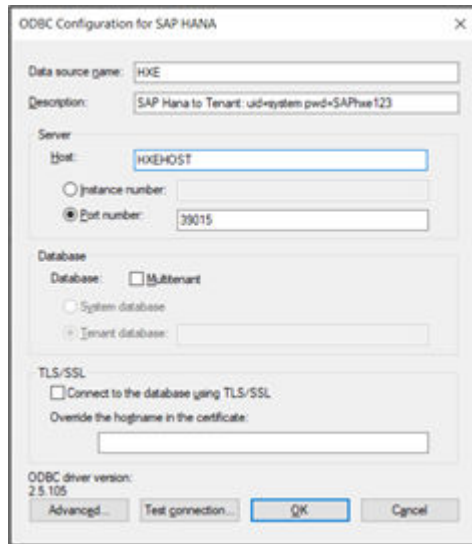 ODBC Configuration for SAP HANA
Data source name: HXE
Description: SAP Hana to Tenant: uid=system pwd=SAPhxe123
Server
Host: HXEHOST
Instance number:
Port number: 39015
Database
Database: Multitenant
System database
Tenant database:
TLS/SSL
Connect to the database using TLS/SSL
Override the hostname in the certificate:
ODBC driver version:
2.5.105
Advanced... Test connection... OK Cancel